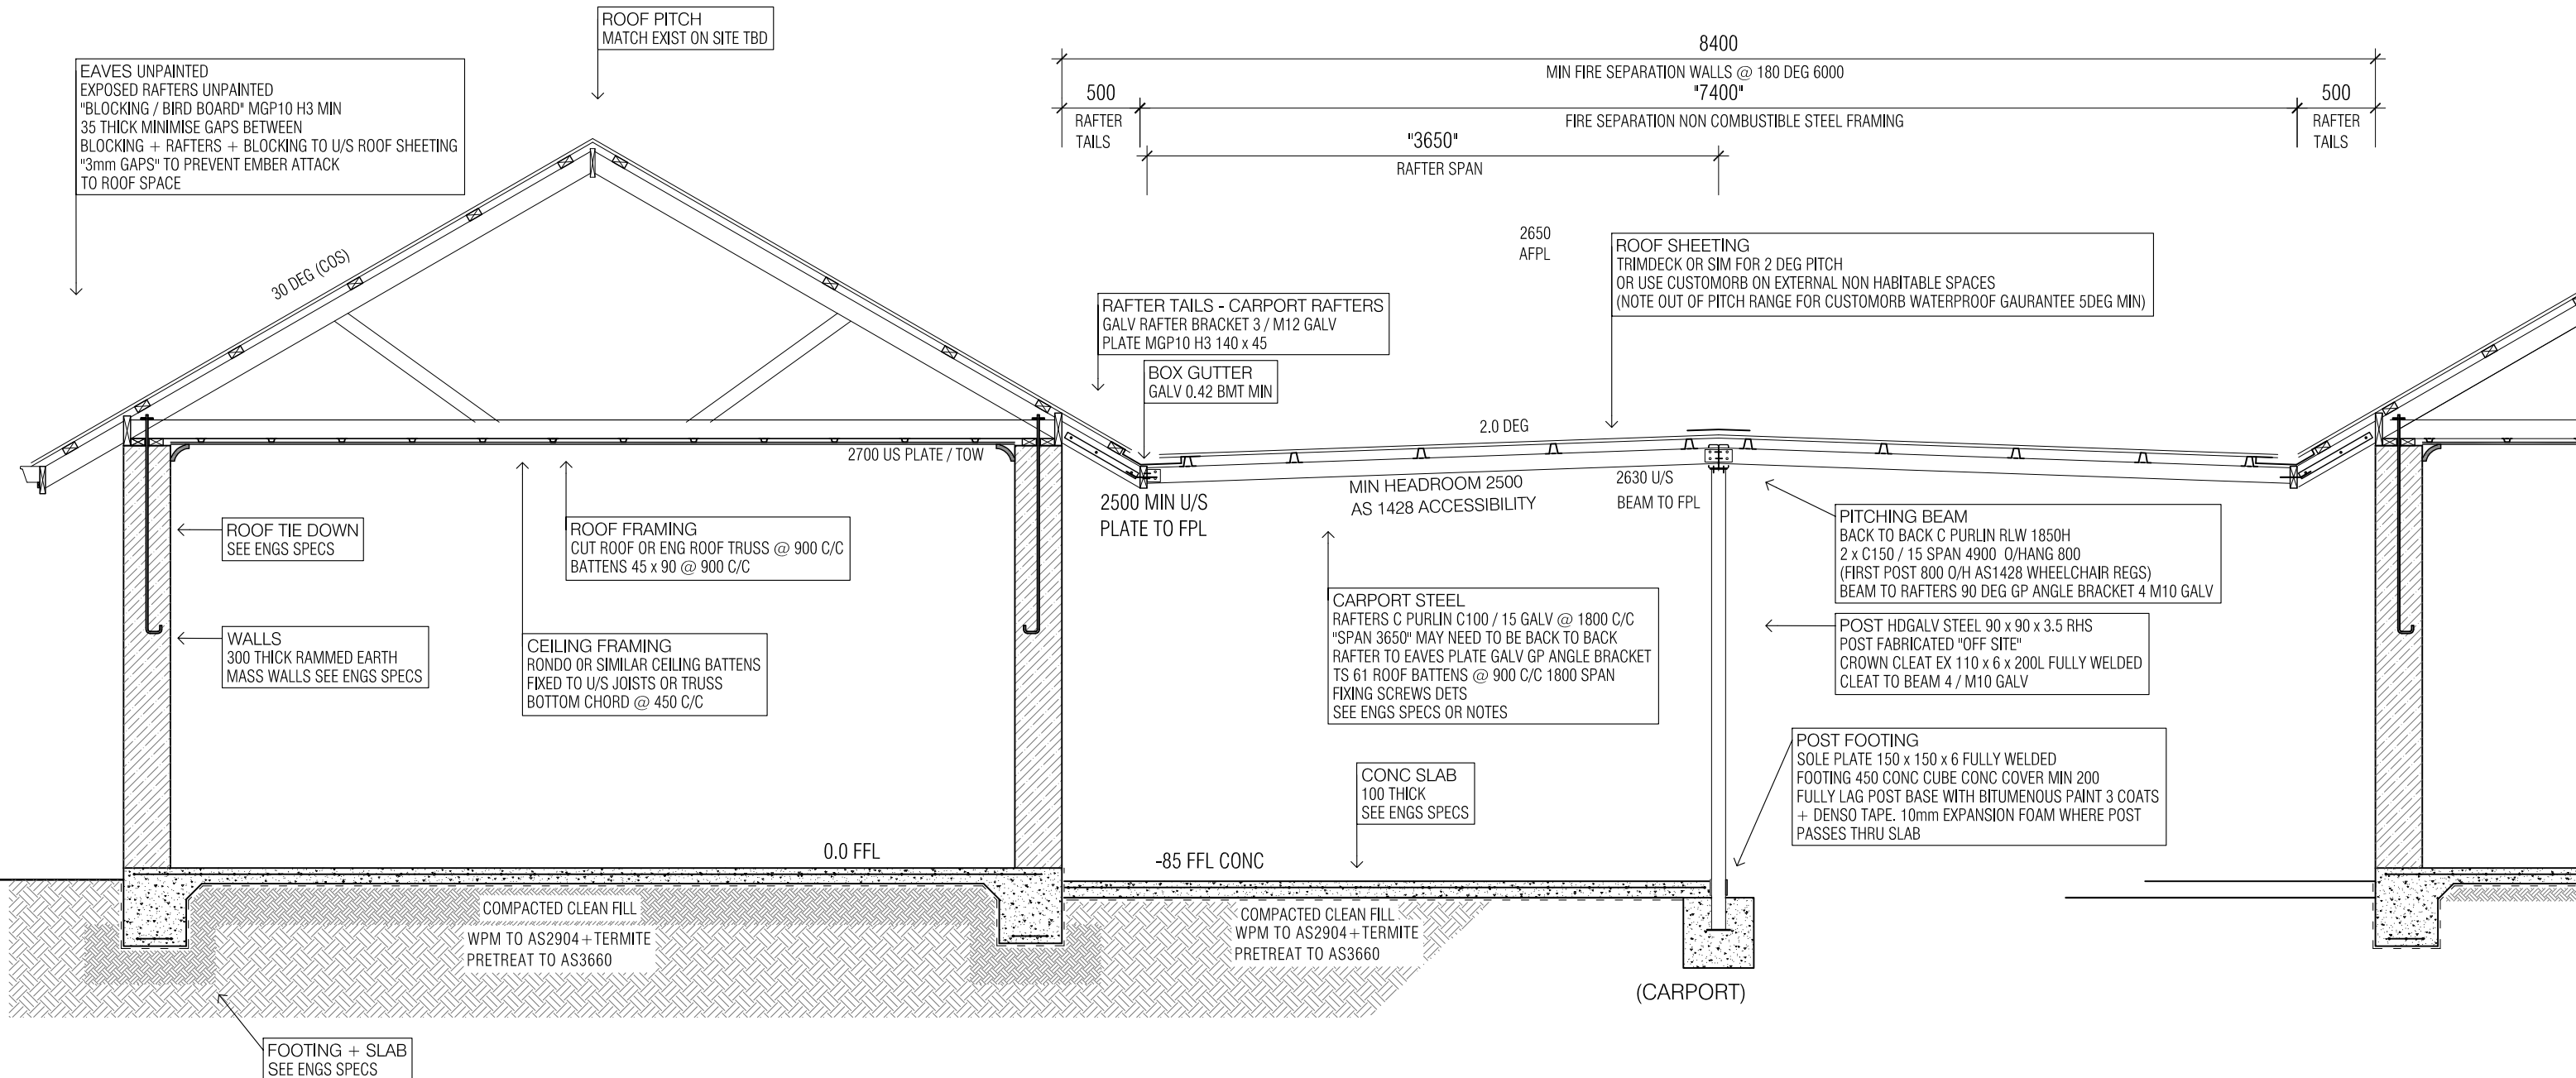 ROOF PITCH
MATCH EXIST ON SITE TBD
EAVES UNPAINTED
EXPOSED RAFTERS UNPAINTED
"BLOCKING / BIRD BOARD" MGP10 H3 MIN
35 THICK MINIMISE GAPS BETWEEN
BLOCKING + RAFTERS + BLOCKING TO U/S ROOF SHEETING
"3mm GAPS" TO PREVENT EMBER ATTACK
TO ROOF SPACE
8400
MIN FIRE SEPARATION WALLS @ 180 DEG 6000
500
RAFTER
TAILS
"7400"
FIRE SEPARATION NON COMBUSTIBLE STEEL FRAMING
500
RAFTER
TAILS
"3650"
RAFTER SPAN
2650
AFPL
ROOF SHEETING
TRIMDECK OR SIM FOR 2 DEG PITCH
OR USE CUSTOMORB ON EXTERNAL NON HABITABLE SPACES
(NOTE OUT OF PITCH RANGE FOR CUSTOMORB WATERPROOF GAURANTEE 5DEG MIN)
30 DEG (COS)
RAFTER TAILS - CARPORT RAFTERS
GALV RAFTER BRACKET 3 / M12 GALV
PLATE MGP10 H3 140 x 45
BOX GUTTER
GALV 0.42 BMT MIN
2.0 DEG
2700 US PLATE / TOW
2500 MIN U/S
PLATE TO FPL
MIN HEADROOM 2500
AS 1428 ACCESSIBILITY
2630 U/S
BEAM TO FPL
ROOF TIE DOWN
SEE ENGS SPECS
ROOF FRAMING
CUT ROOF OR ENG ROOF TRUSS @ 900 C/C
BATTENS 45 x 90 @ 900 C/C
PITCHING BEAM
BACK TO BACK C PURLIN RLW 1850H
2 x C150 / 15 SPAN 4900 O/HANG 800
(FIRST POST 800 O/H AS1428 WHEELCHAIR REGS)
BEAM TO RAFTERS 90 DEG GP ANGLE BRACKET 4 M10 GALV
WALLS
300 THICK RAMMED EARTH
MASS WALLS SEE ENGS SPECS
CEILING FRAMING
RONDO OR SIMILAR CEILING BATTENS
FIXED TO U/S JOISTS OR TRUSS
BOTTOM CHORD @ 450 C/C
CARPORT STEEL
RAFTERS C PURLIN C100 / 15 GALV @ 1800 C/C
"SPAN 3650" MAY NEED TO BE BACK TO BACK
RAFTER TO EAVES PLATE GALV GP ANGLE BRACKET
TS 61 ROOF BATTENS @ 900 C/C 1800 SPAN
FIXING SCREWS DETS
SEE ENGS SPECS OR NOTES
POST HDGALV STEEL 90 x 90 x 3.5 RHS
POST FABRICATED "OFF SITE"
CROWN CLEAT EX 110 x 6 x 200L FULLY WELDED
CLEAT TO BEAM 4 / M10 GALV
POST FOOTING
SOLE PLATE 150 x 150 x 6 FULLY WELDED
FOOTING 450 CONC CUBE CONC COVER MIN 200
FULLY LAG POST BASE WITH BITUMENOUS PAINT 3 COATS
+ DENSO TAPE. 10mm EXPANSION FOAM WHERE POST
PASSES THRU SLAB
CONC SLAB
100 THICK
SEE ENGS SPECS
0.0 FFL
-85 FFL CONC
COMPACTED CLEAN FILL
WPM TO AS2904+TERMITE
PRETREAT TO AS3660
COMPACTED CLEAN FILL
WPM TO AS2904+TERMITE
PRETREAT TO AS3660
(CARPORT)
FOOTING + SLAB
SEE ENGS SPECS